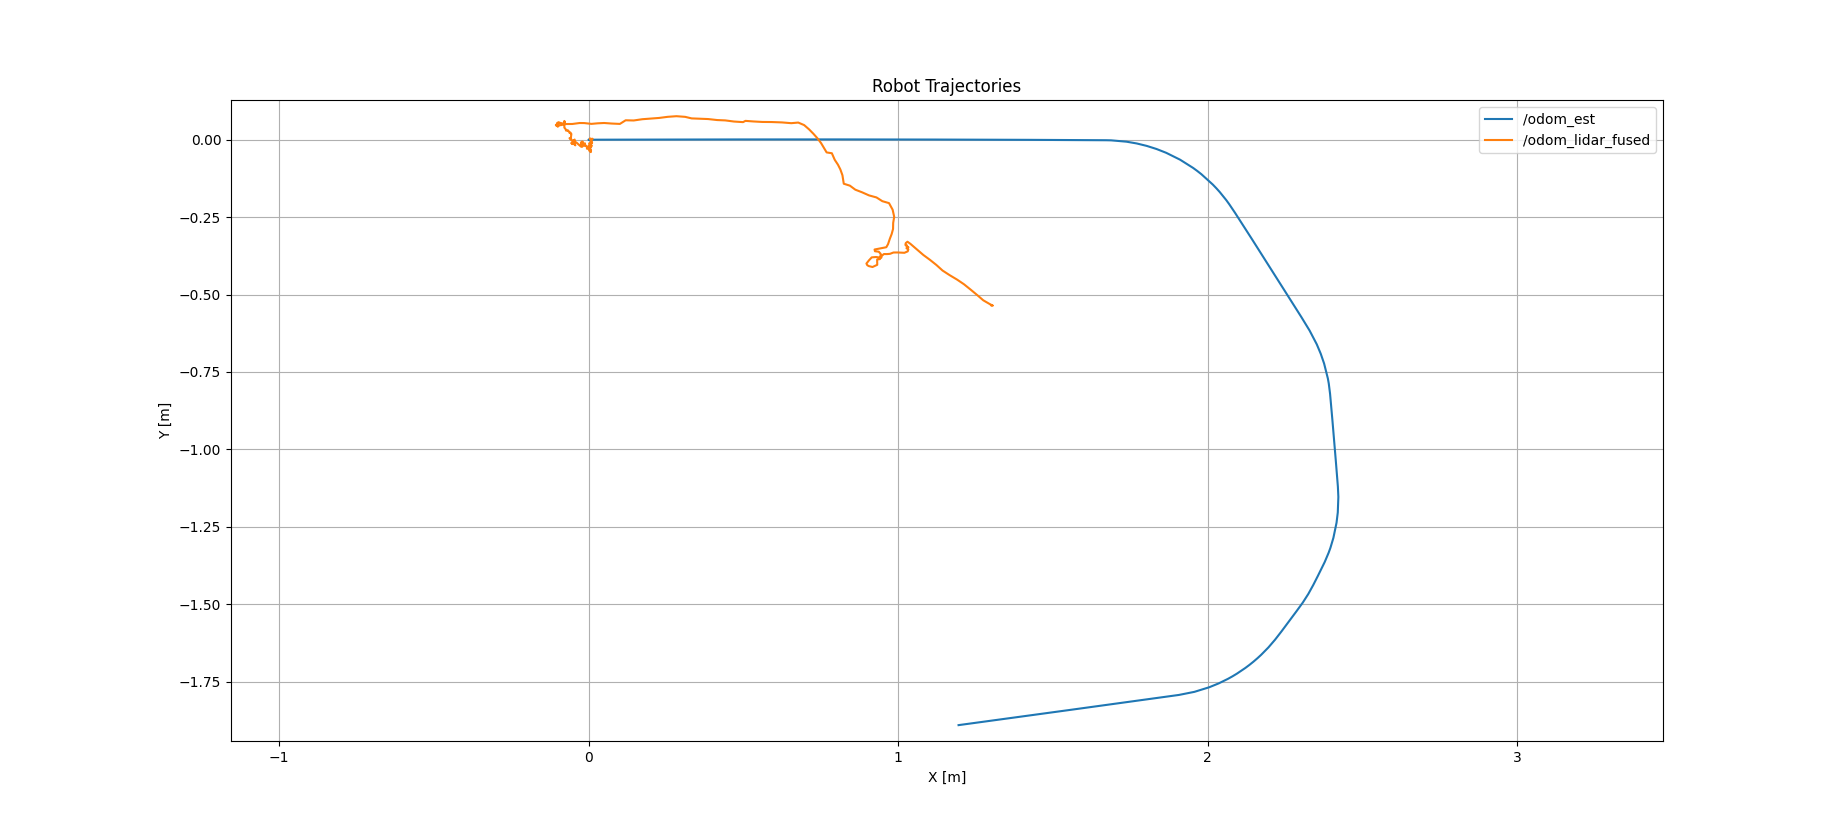 Robot Trajectories
/odom_est
/odom_lidar_fused
0.00
−0.25
−0.50
−0.75
−1.00
−1.25
−1.50
−1.75
Y [m]
−1
0
1
2
3
X [m]